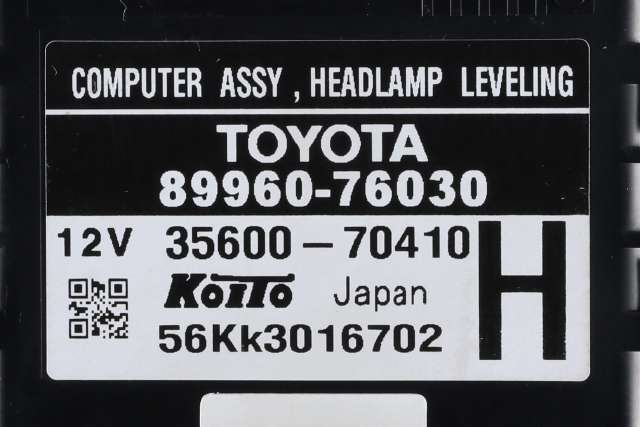 COMPUTER ASSY , HEADLAMP LEVELING
TOYOTA
89960-76030
12V 35600-70410 H
KoiTo Japan
56Kk3016702